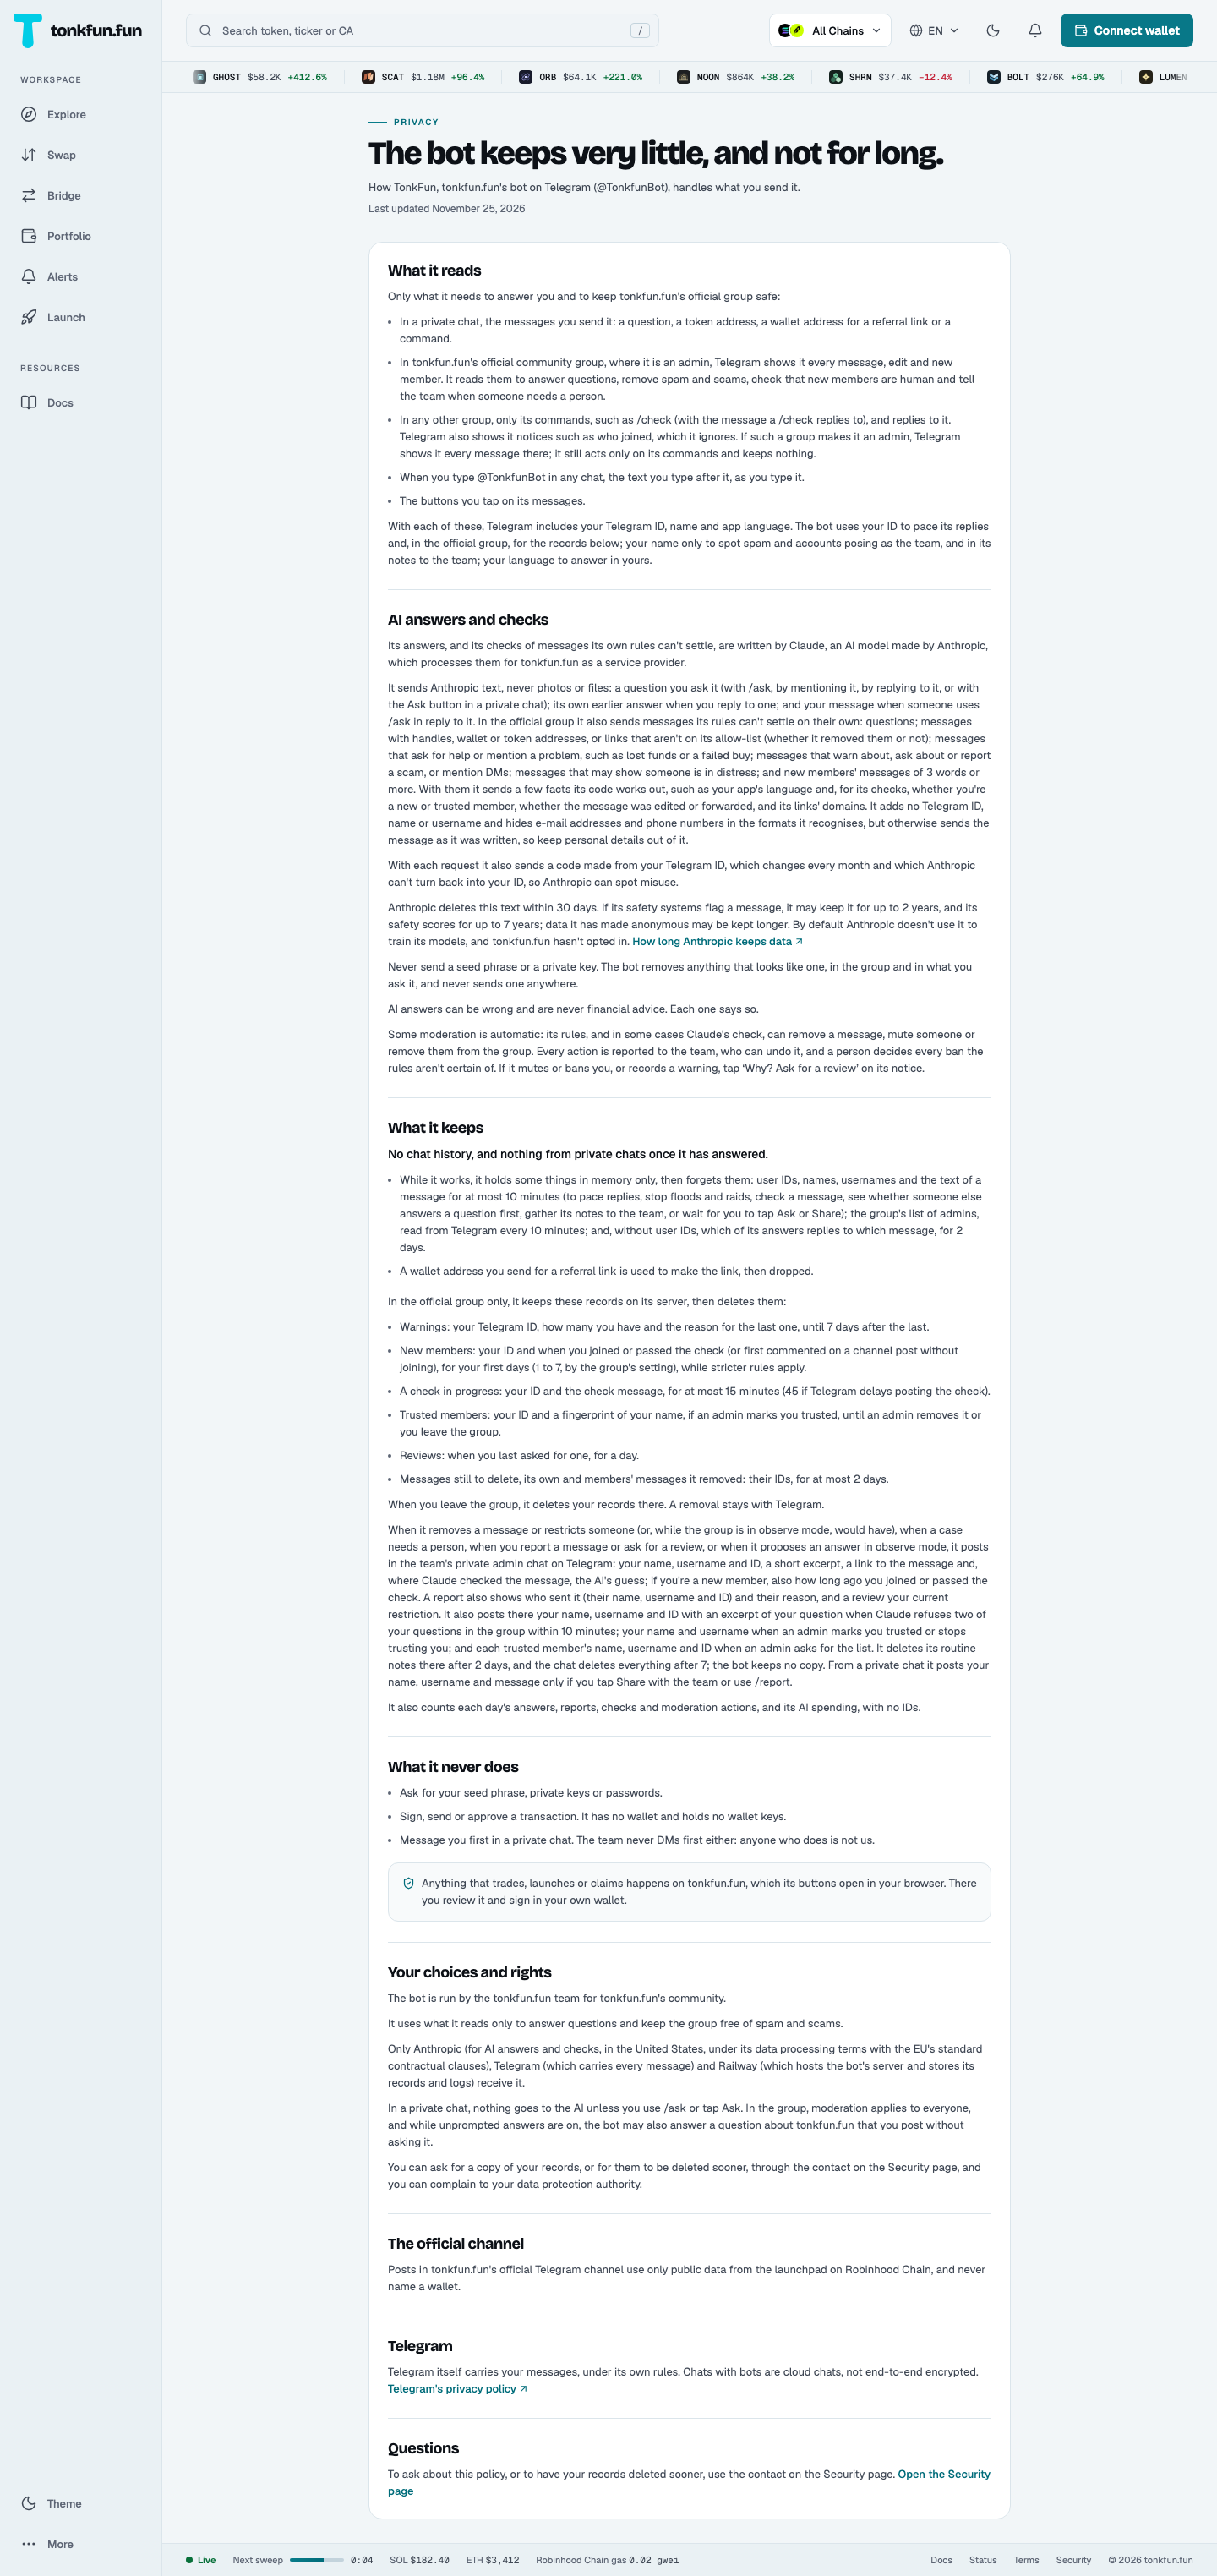 tonkfun.fun
Search token, ticker or CA
/
All Chains
EN
Connect wallet
WORKSPACE
Explore
Swap
Bridge
Portfolio
Alerts
Launch
RESOURCES
Docs
Theme
More
GHOST $58.2K +412.6%
SCAT $1.18M +96.4%
ORB $64.1K +221.0%
MOON $864K +38.2%
SHRM $37.4K −12.4%
BOLT $276K +64.9%
LUMEN
PRIVACY
The bot keeps very little, and not for long.
How TonkFun, tonkfun.fun's bot on Telegram (@TonkfunBot), handles what you send it.
Last updated November 25, 2026
What it reads
Only what it needs to answer you and to keep tonkfun.fun's official group safe:
• In a private chat, the messages you send it: a question, a token address, a wallet address for a referral link or a
command.
• In tonkfun.fun's official community group, where it is an admin, Telegram shows it every message, edit and new
member. It reads them to answer questions, remove spam and scams, check that new members are human and tell
the team when someone needs a person.
• In any other group, only its commands, such as /check (with the message a /check replies to), and replies to it.
Telegram also shows it notices such as who joined, which it ignores. If such a group makes it an admin, Telegram
shows it every message there; it still acts only on its commands and keeps nothing.
• When you type @TonkfunBot in any chat, the text you type after it, as you type it.
• The buttons you tap on its messages.
With each of these, Telegram includes your Telegram ID, name and app language. The bot uses your ID to pace its replies
and, in the official group, for the records below; your name only to spot spam and accounts posing as the team, and in its
notes to the team; your language to answer in yours.
AI answers and checks
Its answers, and its checks of messages its own rules can't settle, are written by Claude, an AI model made by Anthropic,
which processes them for tonkfun.fun as a service provider.
It sends Anthropic text, never photos or files: a question you ask it (with /ask, by mentioning it, by replying to it, or with
the Ask button in a private chat); its own earlier answer when you reply to one; and your message when someone uses
/ask in reply to it. In the official group it also sends messages its rules can't settle on their own: questions; messages
with handles, wallet or token addresses, or links that aren't on its allow-list (whether it removed them or not); messages
that ask for help or mention a problem, such as lost funds or a failed buy; messages that warn about, ask about or report
a scam, or mention DMs; messages that may show someone is in distress; and new members' messages of 3 words or
more. With them it sends a few facts its code works out, such as your app's language and, for its checks, whether you're
a new or trusted member, whether the message was edited or forwarded, and its links' domains. It adds no Telegram ID,
name or username and hides e-mail addresses and phone numbers in the formats it recognises, but otherwise sends the
message as it was written, so keep personal details out of it.
With each request it also sends a code made from your Telegram ID, which changes every month and which Anthropic
can't turn back into your ID, so Anthropic can spot misuse.
Anthropic deletes this text within 30 days. If its safety systems flag a message, it may keep it for up to 2 years, and its
safety scores for up to 7 years; data it has made anonymous may be kept longer. By default Anthropic doesn't use it to
train its models, and tonkfun.fun hasn't opted in. How long Anthropic keeps data ↗
Never send a seed phrase or a private key. The bot removes anything that looks like one, in the group and in what you
ask it, and never sends one anywhere.
AI answers can be wrong and are never financial advice. Each one says so.
Some moderation is automatic: its rules, and in some cases Claude's check, can remove a message, mute someone or
remove them from the group. Every action is reported to the team, who can undo it, and a person decides every ban the
rules aren't certain of. If it mutes or bans you, or records a warning, tap ‘Why? Ask for a review’ on its notice.
What it keeps
No chat history, and nothing from private chats once it has answered.
• While it works, it holds some things in memory only, then forgets them: user IDs, names, usernames and the text of a
message for at most 10 minutes (to pace replies, stop floods and raids, check a message, see whether someone else
answers a question first, gather its notes to the team, or wait for you to tap Ask or Share); the group's list of admins,
read from Telegram every 10 minutes; and, without user IDs, which of its answers replies to which message, for 2
days.
• A wallet address you send for a referral link is used to make the link, then dropped.
In the official group only, it keeps these records on its server, then deletes them:
• Warnings: your Telegram ID, how many you have and the reason for the last one, until 7 days after the last.
• New members: your ID and when you joined or passed the check (or first commented on a channel post without
joining), for your first days (1 to 7, by the group's setting), while stricter rules apply.
• A check in progress: your ID and the check message, for at most 15 minutes (45 if Telegram delays posting the check).
• Trusted members: your ID and a fingerprint of your name, if an admin marks you trusted, until an admin removes it or
you leave the group.
• Reviews: when you last asked for one, for a day.
• Messages still to delete, its own and members' messages it removed: their IDs, for at most 2 days.
When you leave the group, it deletes your records there. A removal stays with Telegram.
When it removes a message or restricts someone (or, while the group is in observe mode, would have), when a case
needs a person, when you report a message or ask for a review, or when it proposes an answer in observe mode, it posts
in the team's private admin chat on Telegram: your name, username and ID, a short excerpt, a link to the message and,
where Claude checked the message, the AI's guess; if you're a new member, also how long ago you joined or passed the
check. A report also shows who sent it (their name, username and ID) and their reason, and a review your current
restriction. It also posts there your name, username and ID with an excerpt of your question when Claude refuses two of
your questions in the group within 10 minutes; your name and username when an admin marks you trusted or stops
trusting you; and each trusted member's name, username and ID when an admin asks for the list. It deletes its routine
notes there after 2 days, and the chat deletes everything after 7; the bot keeps no copy. From a private chat it posts your
name, username and message only if you tap Share with the team or use /report.
It also counts each day's answers, reports, checks and moderation actions, and its AI spending, with no IDs.
What it never does
• Ask for your seed phrase, private keys or passwords.
• Sign, send or approve a transaction. It has no wallet and holds no wallet keys.
• Message you first in a private chat. The team never DMs first either: anyone who does is not us.
Anything that trades, launches or claims happens on tonkfun.fun, which its buttons open in your browser. There
you review it and sign in your own wallet.
Your choices and rights
The bot is run by the tonkfun.fun team for tonkfun.fun's community.
It uses what it reads only to answer questions and keep the group free of spam and scams.
Only Anthropic (for AI answers and checks, in the United States, under its data processing terms with the EU's standard
contractual clauses), Telegram (which carries every message) and Railway (which hosts the bot's server and stores its
records and logs) receive it.
In a private chat, nothing goes to the AI unless you use /ask or tap Ask. In the group, moderation applies to everyone,
and while unprompted answers are on, the bot may also answer a question about tonkfun.fun that you post without
asking it.
You can ask for a copy of your records, or for them to be deleted sooner, through the contact on the Security page, and
you can complain to your data protection authority.
The official channel
Posts in tonkfun.fun's official Telegram channel use only public data from the launchpad on Robinhood Chain, and never
name a wallet.
Telegram
Telegram itself carries your messages, under its own rules. Chats with bots are cloud chats, not end-to-end encrypted.
Telegram's privacy policy ↗
Questions
To ask about this policy, or to have your records deleted sooner, use the contact on the Security page. Open the Security
page
Live
Next sweep 0:04
SOL $182.40
ETH $3,412
Robinhood Chain gas 0.02 gwei
Docs
Status
Terms
Security
© 2026 tonkfun.fun